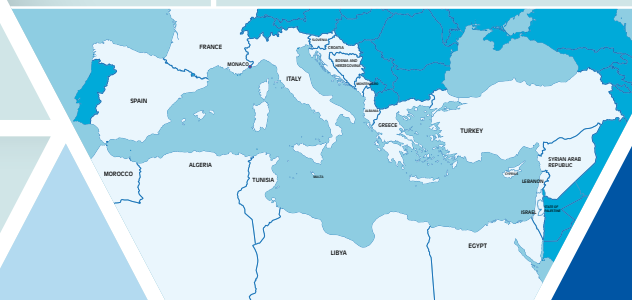 FRANCE
MONACO
SLOVENIA
CROATIA
BOSNIA AND
HERZEGOVINA
MONTENEGRO
ITALY
ALBANIA
SPAIN
GREECE
TURKEY
MOROCCO
ALGERIA
TUNISIA
MALTA
CYPRUS
SYRIAN ARAB
REPUBLIC
LEBANON
ISRAEL
STATE OF
PALESTINE
LIBYA
EGYPT